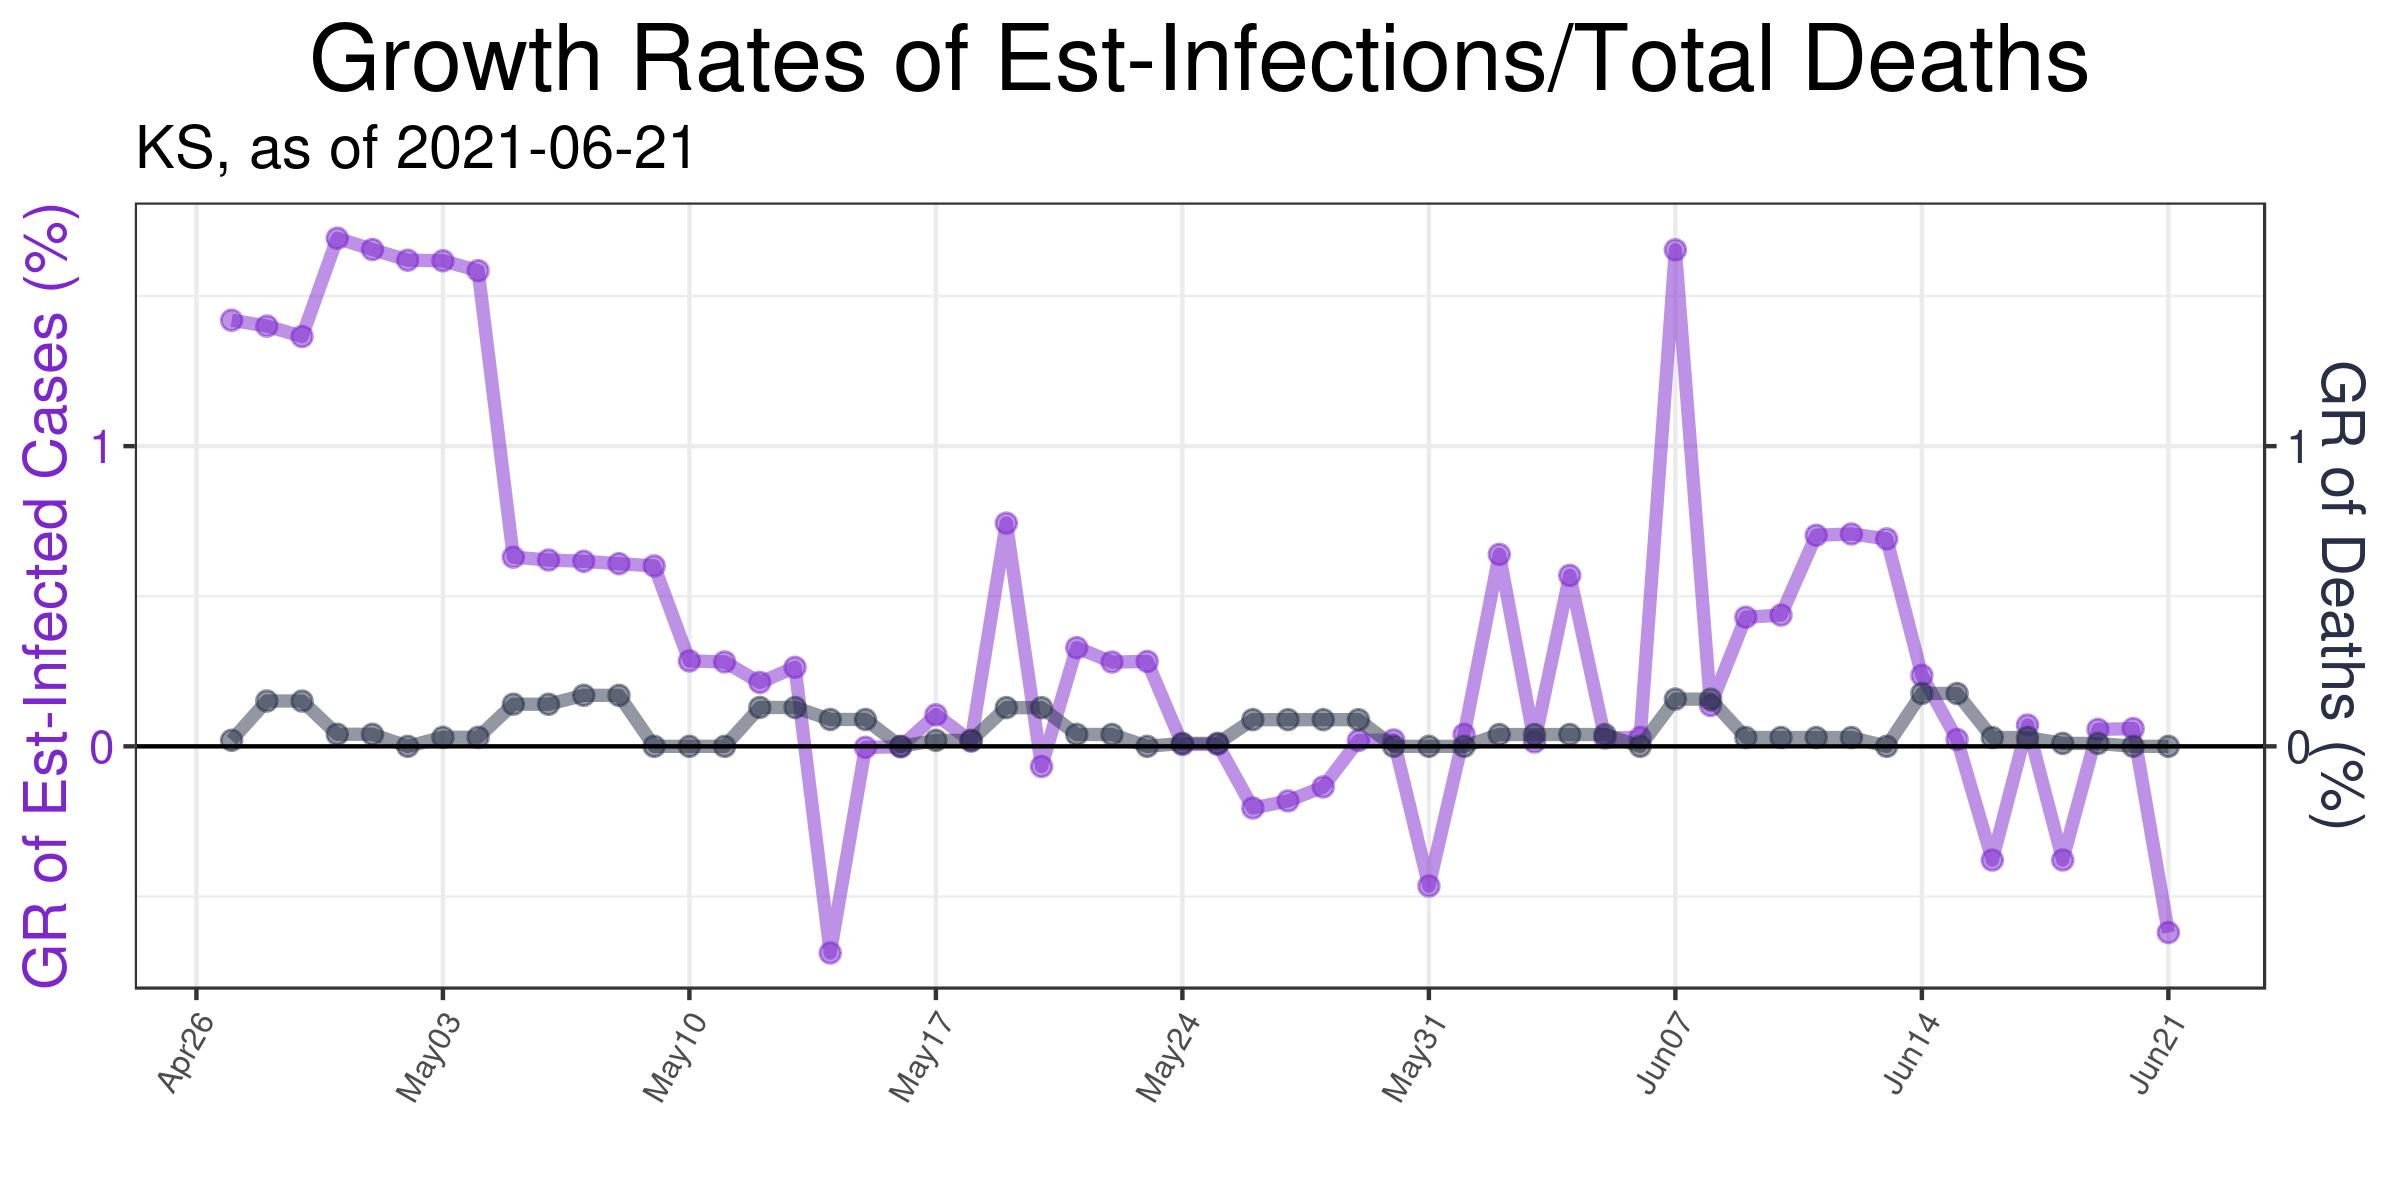 Growth Rates of Est-Infections/Total Deaths
KS, as of 2021-06-21
GR of Est-Infected Cases (%)
1
0
1
0
GR of Deaths (%)
Apr26
May03
May10
May17
May24
May31
Jun07
Jun14
Jun21